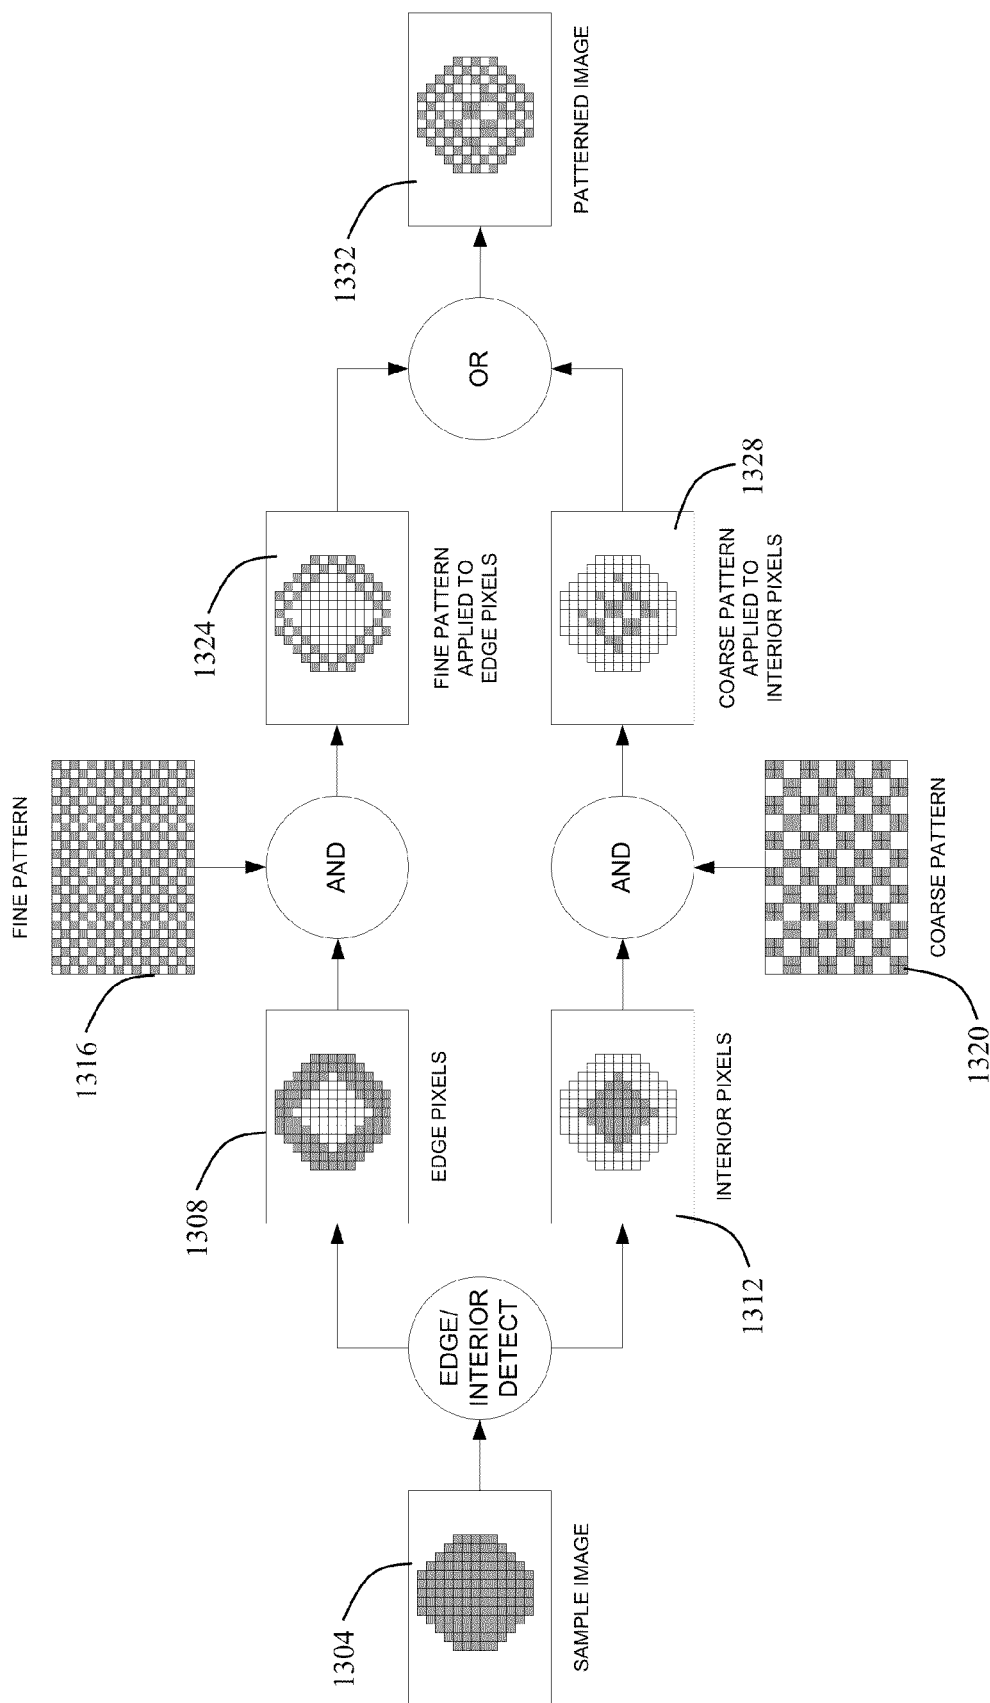 FINE PATTERN
1316
1308
EDGE PIXELS
AND
1324
FINE PATTERN
APPLIED TO
EDGE PIXELS
1304
SAMPLE IMAGE
EDGE/
INTERIOR
DETECT
OR
1332
PATTERNED IMAGE
1312
INTERIOR PIXELS
AND
1328
COARSE PATTERN
APPLIED TO
INTERIOR PIXELS
1320
COARSE PATTERN